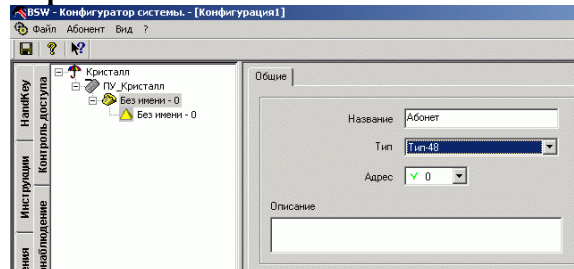 BSW - Конфигуратор системы. - [Конфигурация1]
Файл Абонент Вид ?
HandKey
Контроль доступа
Инструкции
Кристалл
ПУ_Кристалл
Без имени - 0
Без имени - 0
Общие
Название Абонет
Тип Тип-48
Адрес 0
Описание